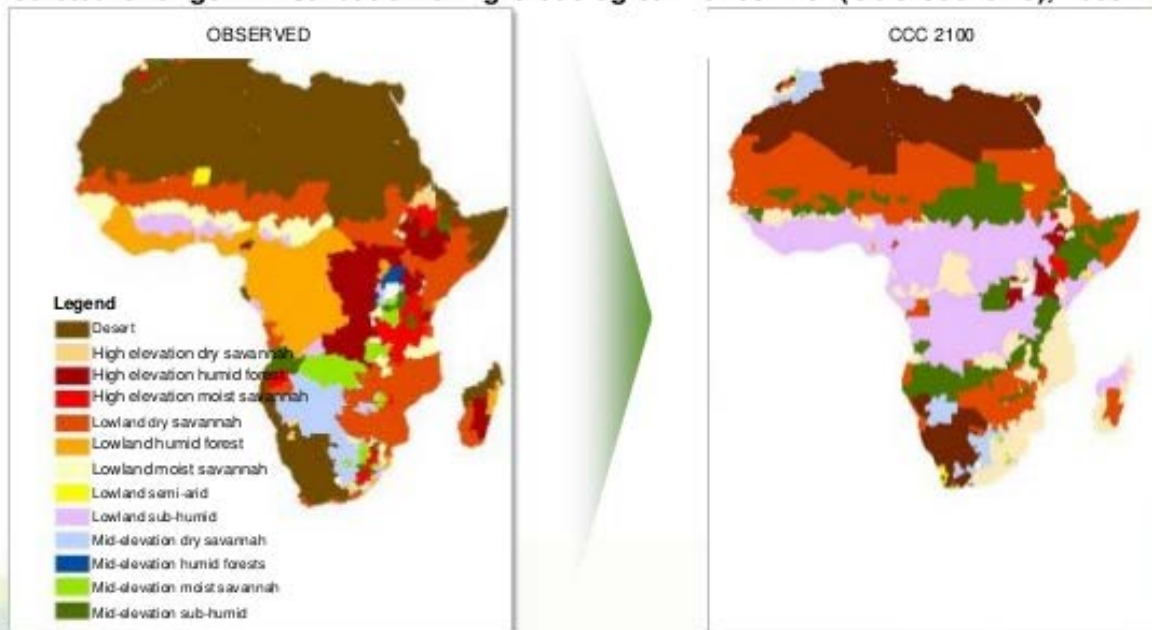 OBSERVED
CCC 2100
Legend
Desert
High elevation dry savannah
High elevation humid forest
High elevation moist savannah
Lowland dry savannah
Lowland humid forest
Lowland moist savannah
Lowland semi-arid
Lowland sub-humid
Mid-elevation dry savannah
Mid-elevation humid forests
Mid-elevation moist savannah
Mid-elevation sub-humid